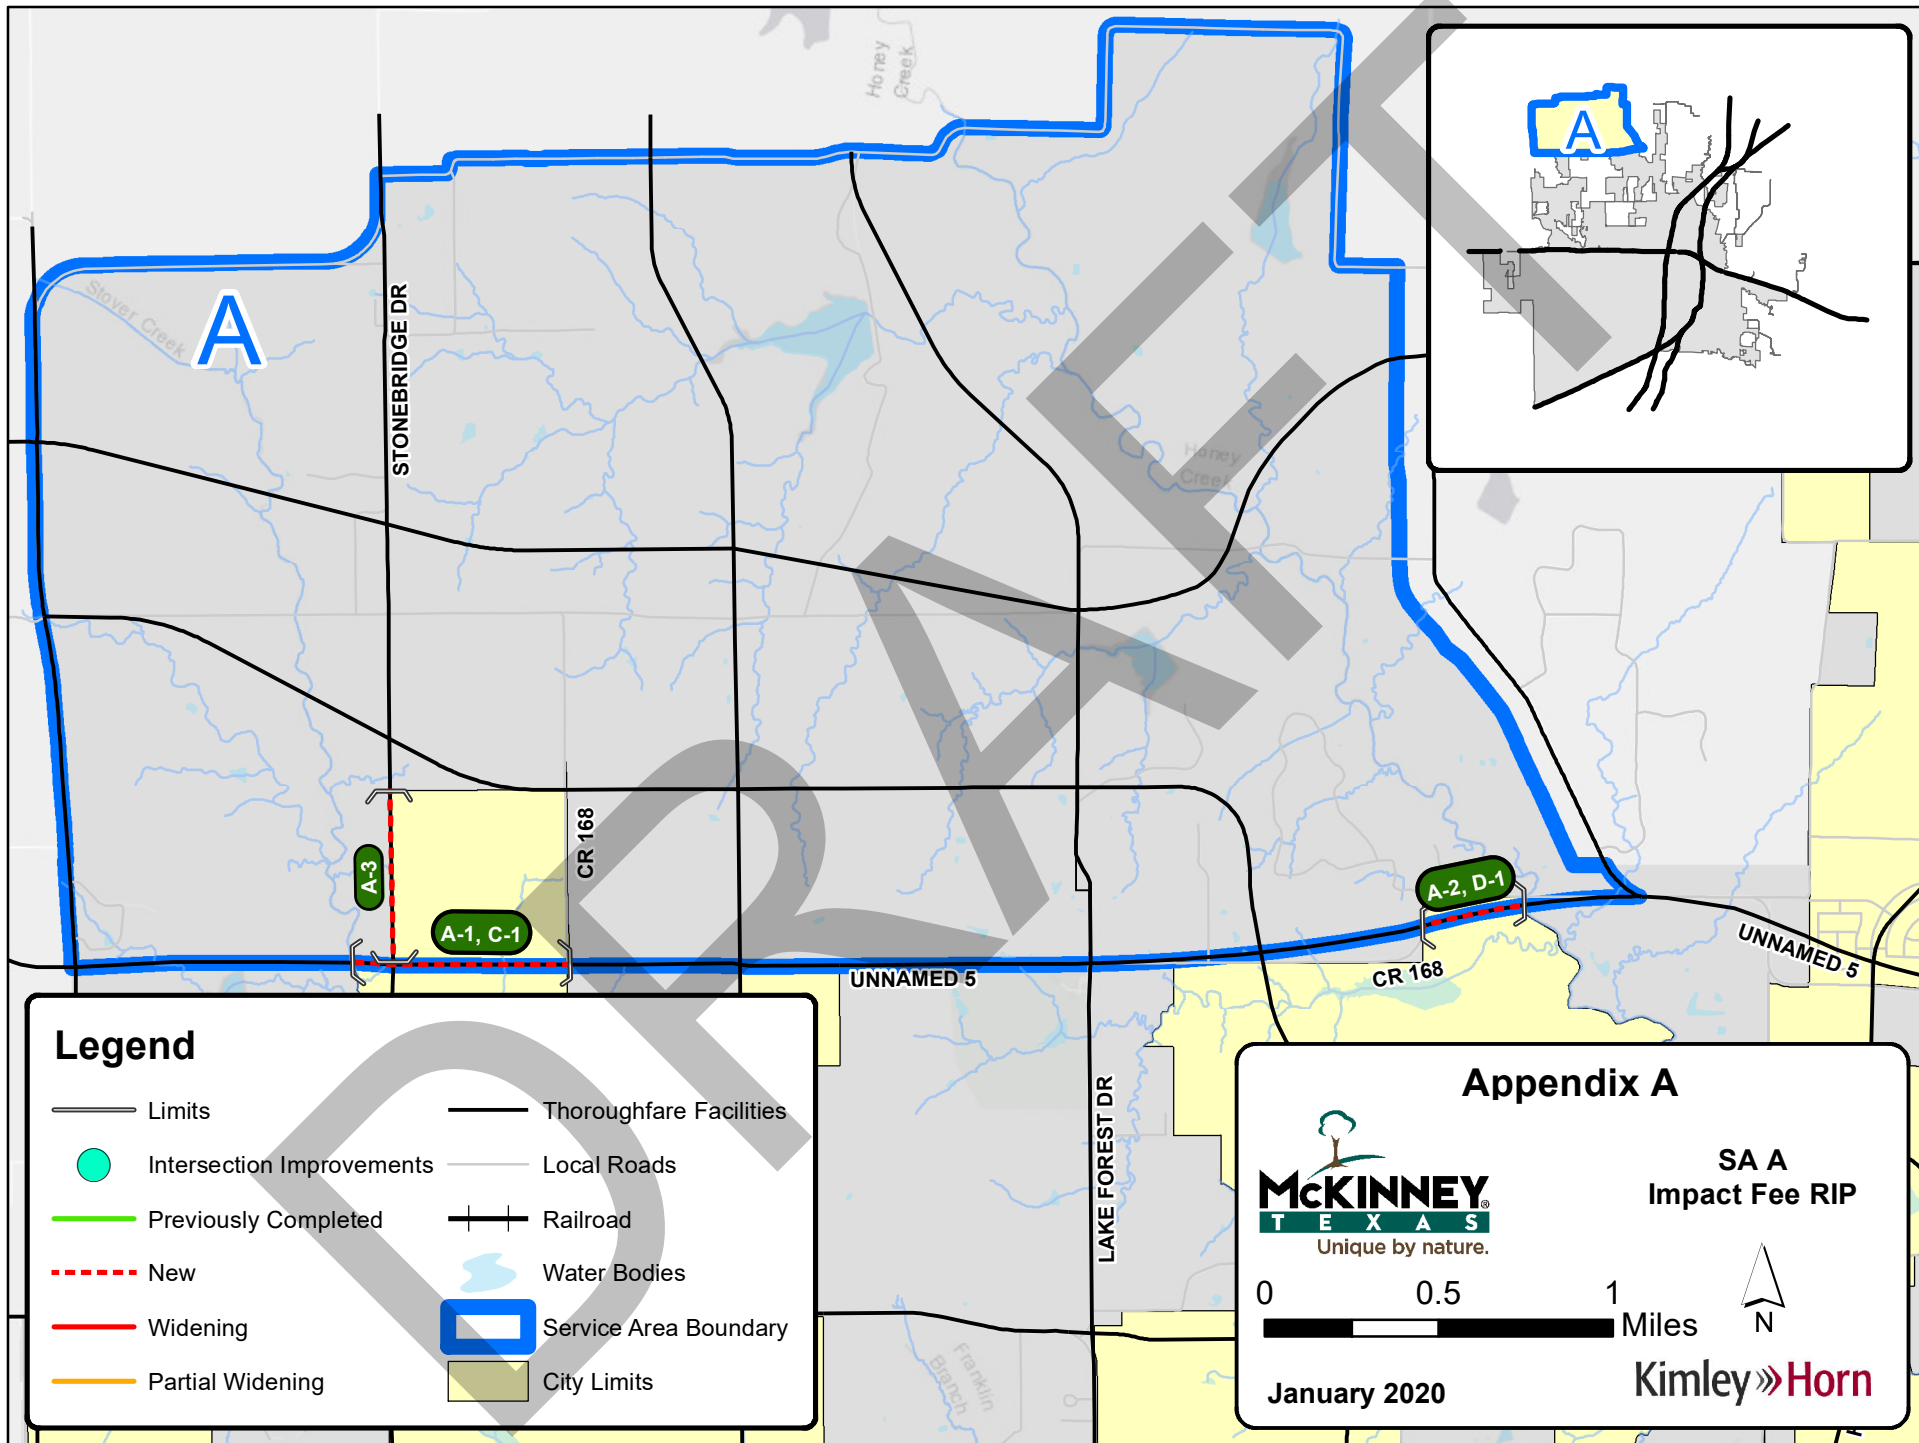 Honey
Creek
A
Stover Creek
A
STONEBRIDGE DR
Honey
Creek
DRAFT
A-3
CR 168
A-1, C-1
A-2, D-1
UNNAMED 5
CR 168
UNNAMED 5
LAKE FOREST DR
Franklin
Branch
Legend
Limits
Intersection Improvements
Previously Completed
New
Widening
Partial Widening
Thoroughfare Facilities
Local Roads
Railroad
Water Bodies
Service Area Boundary
City Limits
Appendix A
McKINNEY®
TEXAS
Unique by nature.
SA A
Impact Fee RIP
0 0.5 1
Miles
N
January 2020
Kimley»Horn